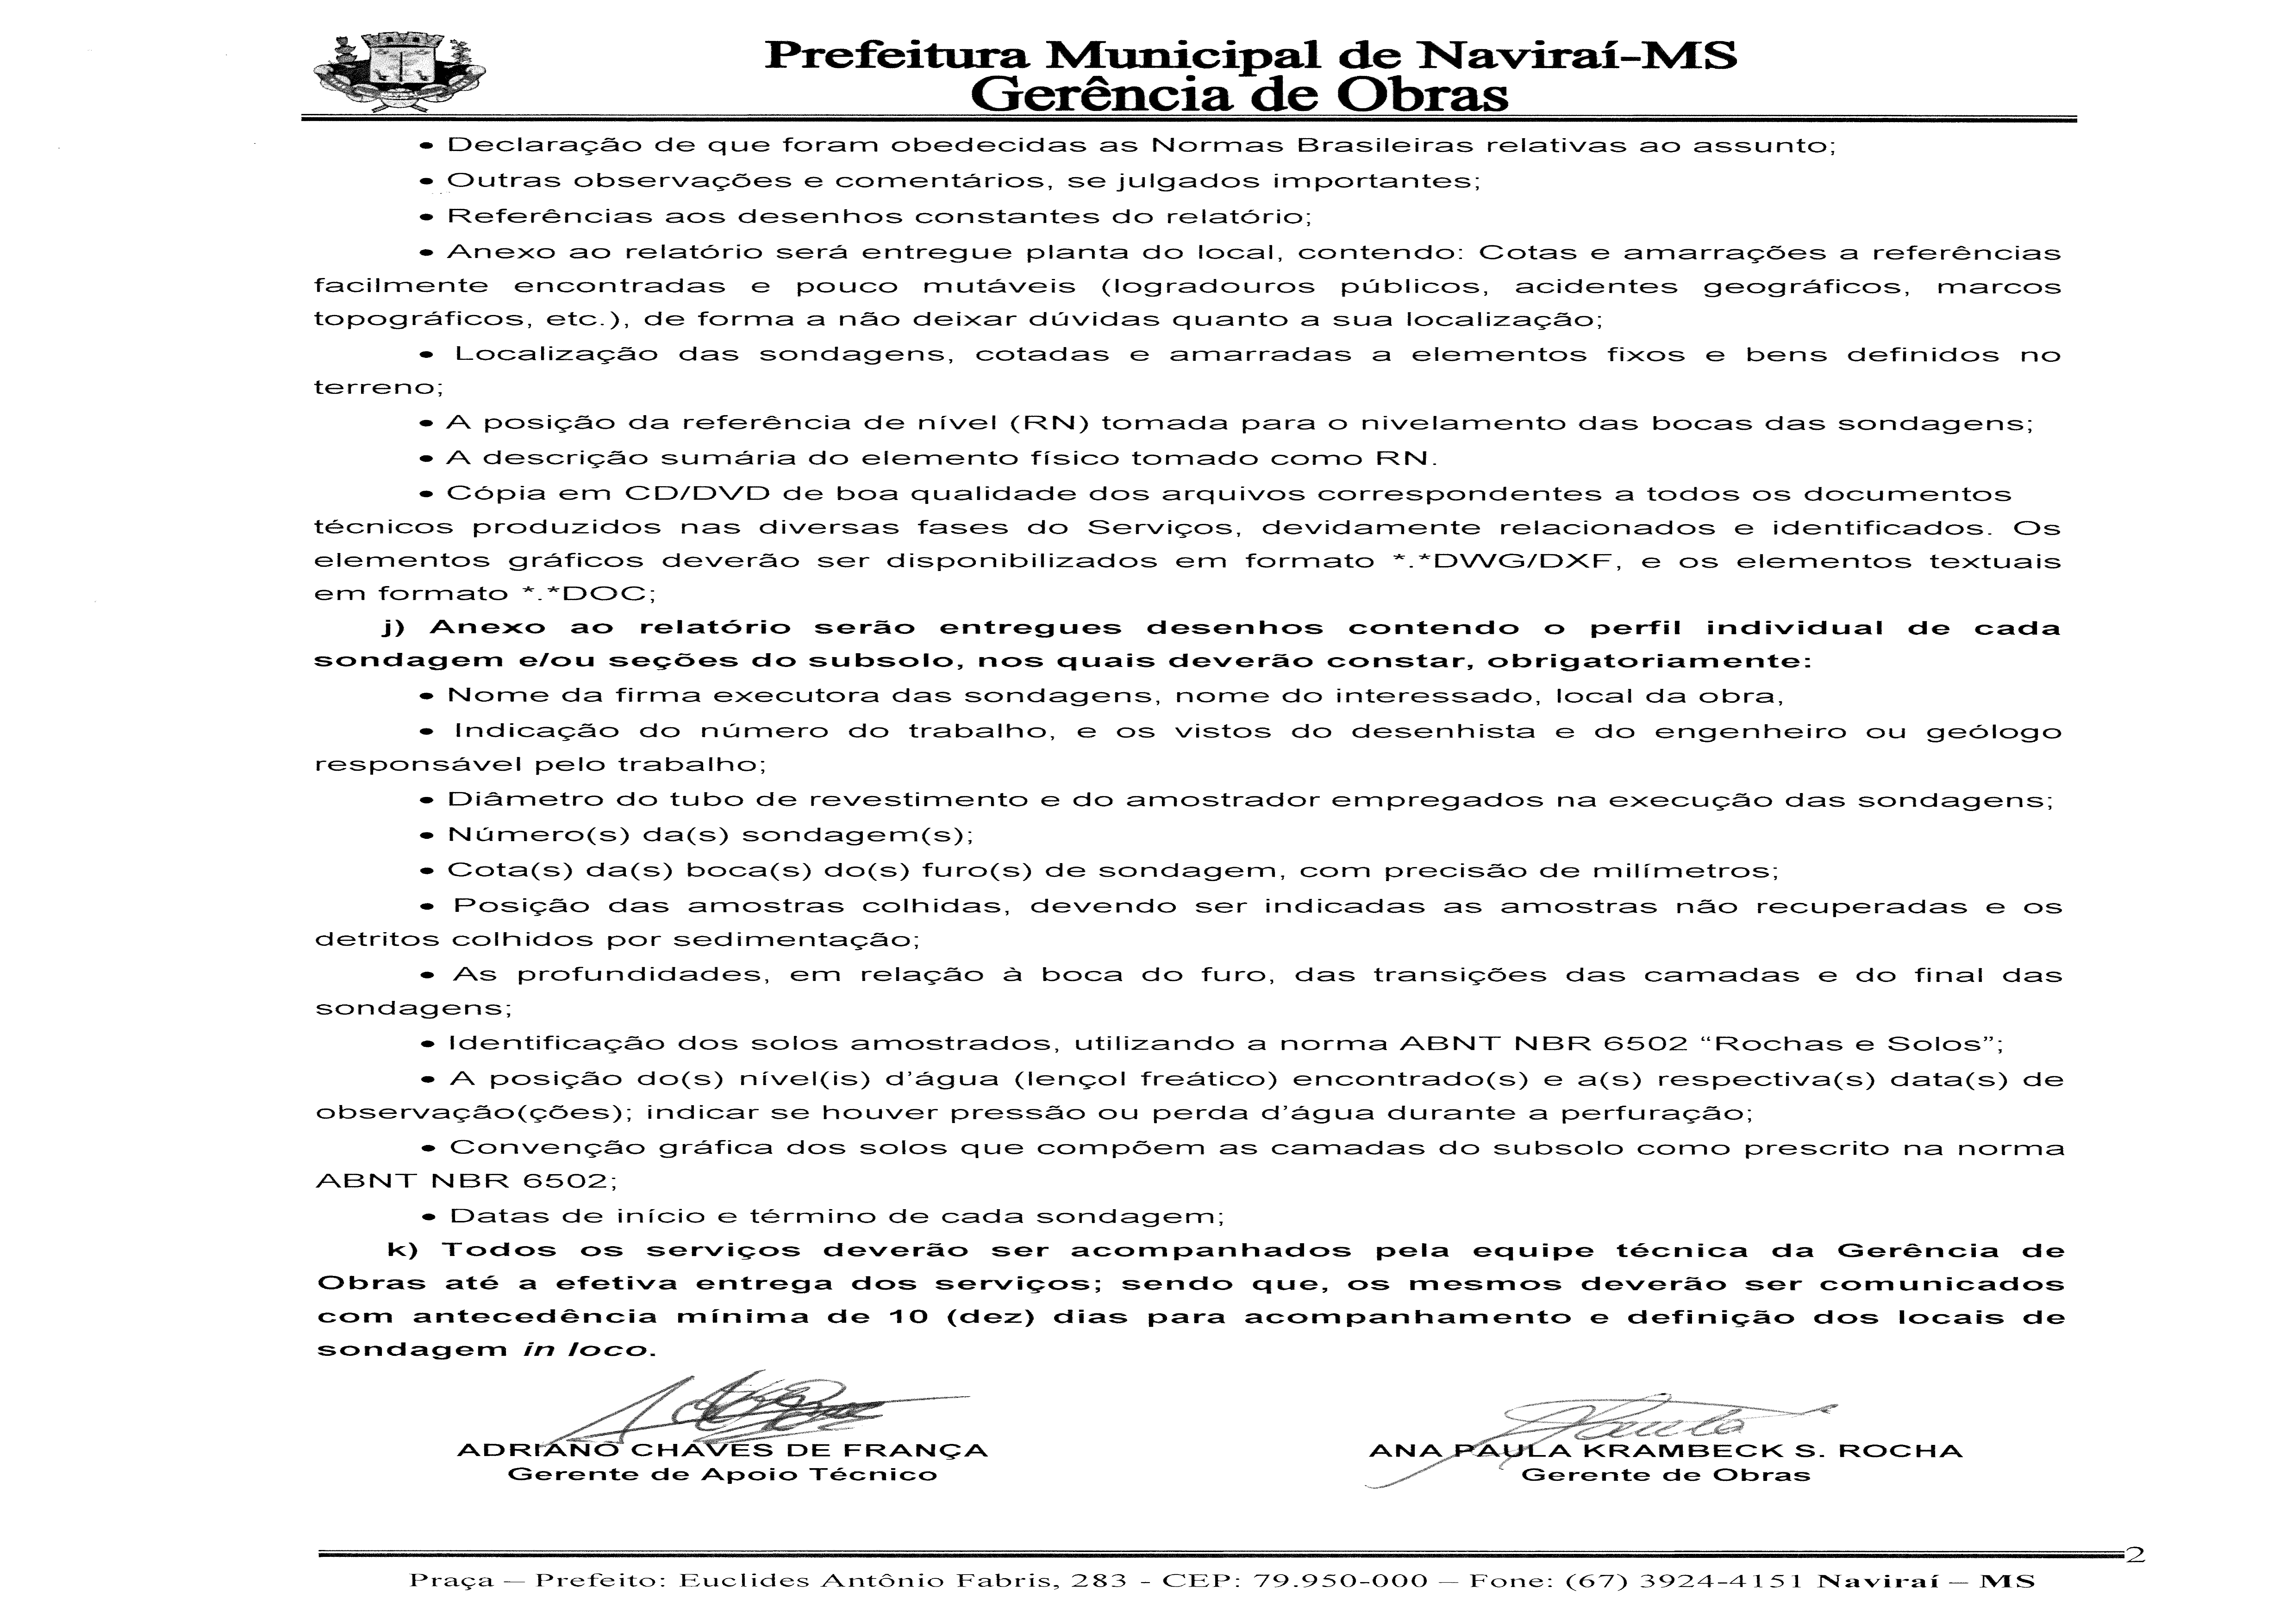 Prefeitura Municipal de Naviraí-MS
Gerência de Obras
• Declaração de que foram obedecidas as Normas Brasileiras relativas ao assunto;
• Outras observações e comentários, se julgados importantes;
• Referências aos desenhos constantes do relatório;
• Anexo ao relatório será entregue planta do local, contendo: Cotas e amarrações a referências
facilmente encontradas e pouco mutáveis (logradouros públicos, acidentes geográficos, marcos
topográficos, etc.), de forma a não deixar dúvidas quanto a sua localização;
• Localização das sondagens, cotadas e amarradas a elementos fixos e bens definidos no
terreno;
• A posição da referência de nível (RN) tomada para o nivelamento das bocas das sondagens;
• A descrição sumária do elemento físico tomado como RN.
• Cópia em CD/DVD de boa qualidade dos arquivos correspondentes a todos os documentos
técnicos produzidos nas diversas fases do Serviços, devidamente relacionados e identificados. Os
elementos gráficos deverão ser disponibilizados em formato *.*DWG/DXF, e os elementos textuais
em formato *.*DOC;
j) Anexo ao relatório serão entregues desenhos contendo o perfil individual de cada
sondagem e/ou seções do subsolo, nos quais deverão constar, obrigatoriamente:
• Nome da firma executora das sondagens, nome do interessado, local da obra,
• Indicação do número do trabalho, e os vistos do desenhista e do engenheiro ou geólogo
responsável pelo trabalho;
• Diâmetro do tubo de revestimento e do amostrador empregados na execução das sondagens;
• Número(s) da(s) sondagem(s);
• Cota(s) da(s) boca(s) do(s) furo(s) de sondagem, com precisão de milímetros;
• Posição das amostras colhidas, devendo ser indicadas as amostras não recuperadas e os
detritos colhidos por sedimentação;
• As profundidades, em relação à boca do furo, das transições das camadas e do final das
sondagens;
• Identificação dos solos amostrados, utilizando a norma ABNT NBR 6502 “Rochas e Solos”;
• A posição do(s) nível(is) d’água (lençol freático) encontrado(s) e a(s) respectiva(s) data(s) de
observação(ções); indicar se houver pressão ou perda d’água durante a perfuração;
• Convenção gráfica dos solos que compõem as camadas do subsolo como prescrito na norma
ABNT NBR 6502;
• Datas de início e término de cada sondagem;
k) Todos os serviços deverão ser acompanhados pela equipe técnica da Gerência de
Obras até a efetiva entrega dos serviços; sendo que, os mesmos deverão ser comunicados
com antecedência mínima de 10 (dez) dias para acompanhamento e definição dos locais de
sondagem in loco.
ADRIANO CHAVES DE FRANÇA
Gerente de Apoio Técnico
ANA PAULA KRAMBECK S. ROCHA
Gerente de Obras
2
Praça – Prefeito: Euclides Antônio Fabris, 283 - CEP: 79.950-000 – Fone: (67) 3924-4151 Naviraí – MS